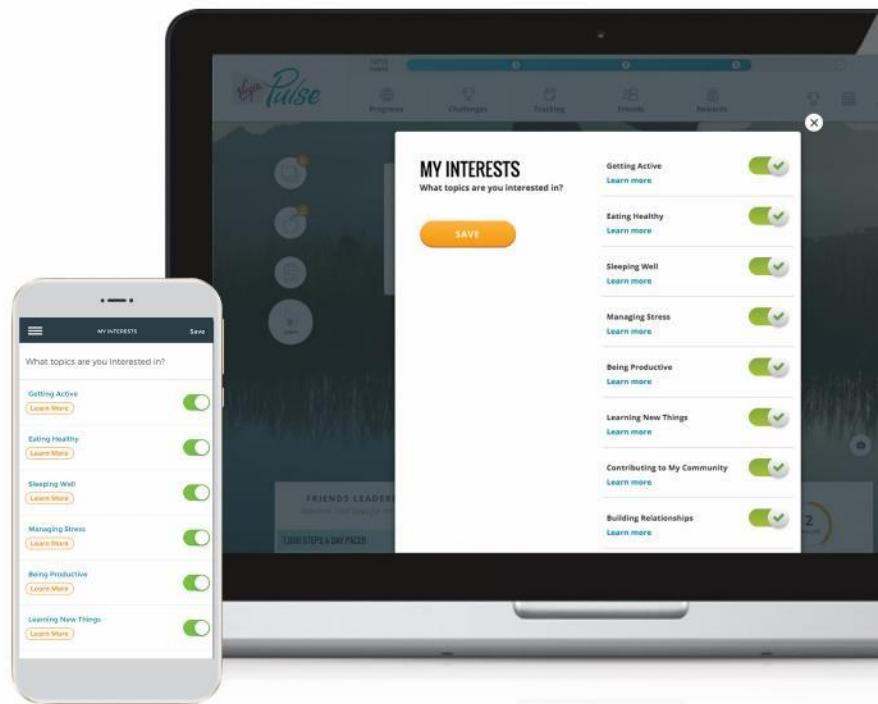 Virgin Pulse
Progress
Challenges
Tracking
Friends
Rewards
MY INTERESTS
What topics are you interested in?
SAVE
Getting Active
Learn more
Eating Healthy
Learn more
Sleeping Well
Learn more
Managing Stress
Learn more
Being Productive
Learn more
Learning New Things
Learn more
Contributing to My Community
Learn more
Building Relationships
Learn more
FRIENDS LEADER
7,000 STEPS A DAY PACER
2
MY INTERESTS
Save
What topics are you Interested in?
Getting Active
Learn More
Eating Healthy
Learn More
Sleeping Well
Learn More
Managing Stress
Learn More
Being Productive
Learn More
Learning New Things
Learn More